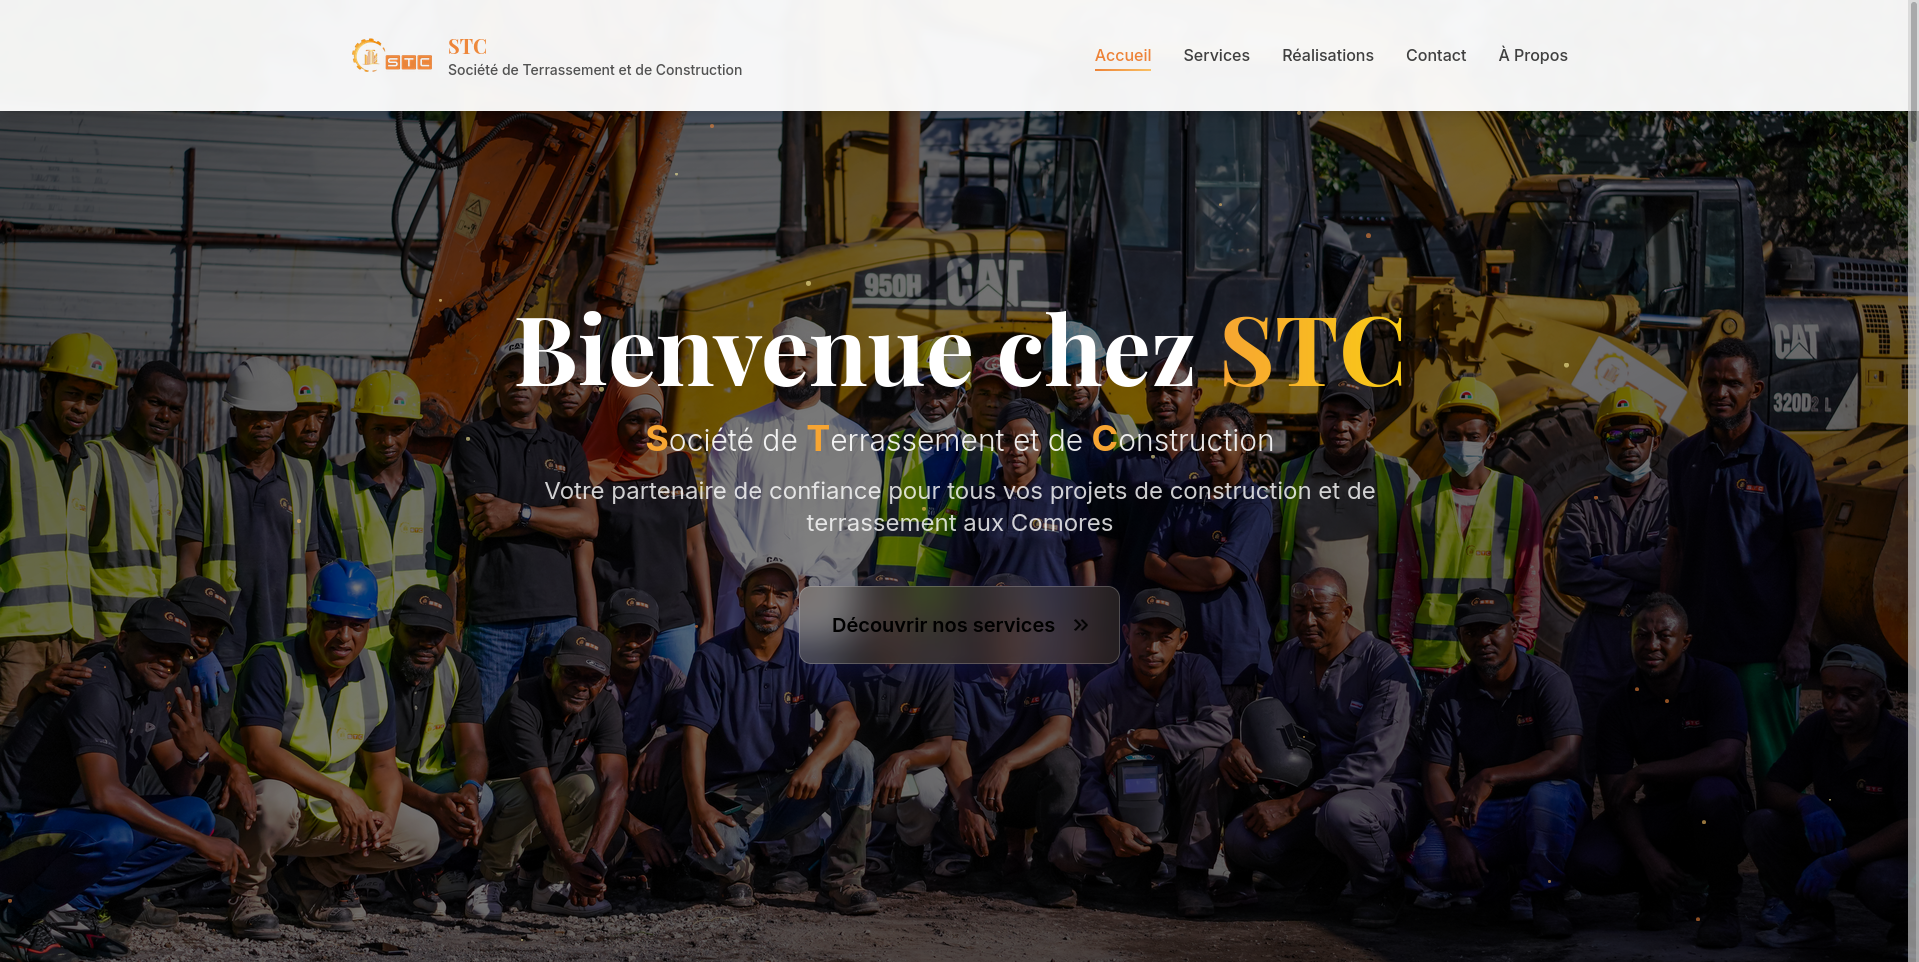 STC
STC
Société de Terrassement et de Construction
Accueil
Services
Réalisations
Contact
À Propos
950H CAT
CAT
320D2 L
Bienvenue chez STC
Société de Terrassement et de Construction
Votre partenaire de confiance pour tous vos projets de construction et de
terrassement aux Comores
CAT
Découvrir nos services